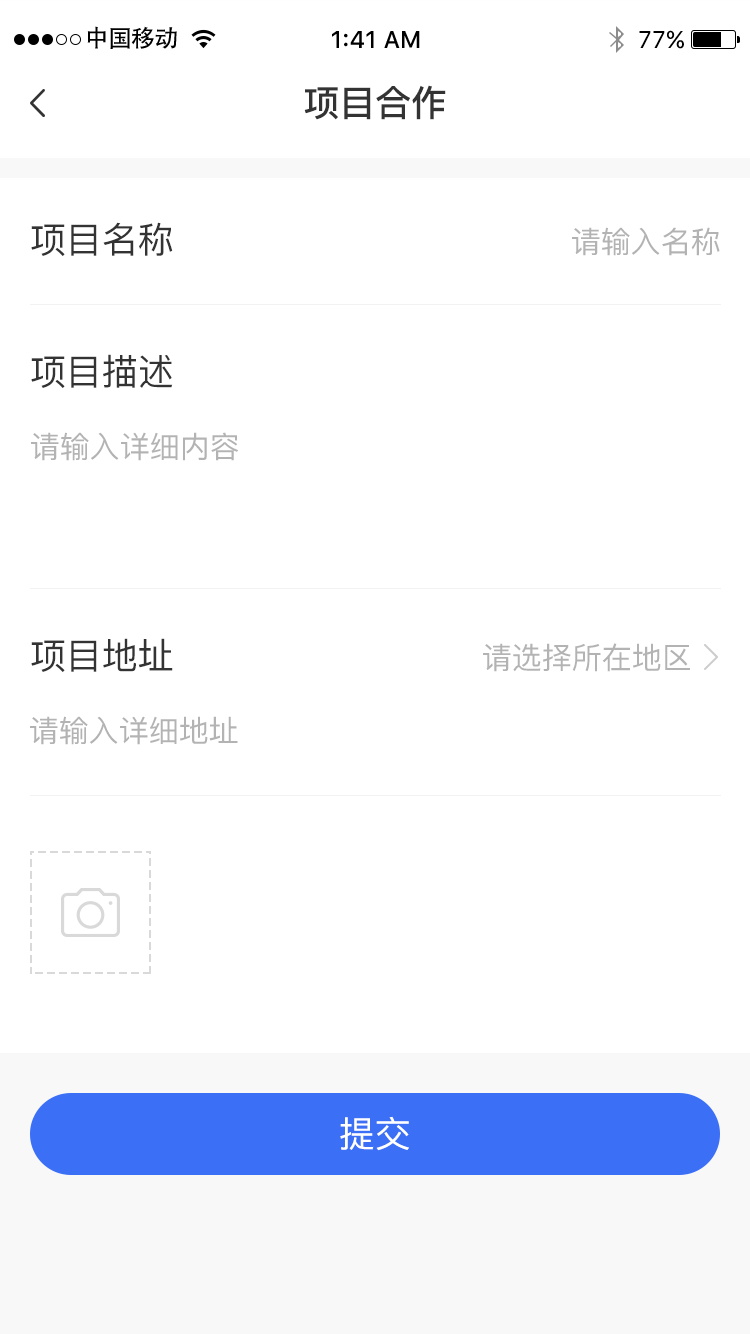 中国移动 1:41 AM 77%
项目合作
项目名称 请输入名称
项目描述
请输入详细内容
项目地址 请选择所在地区
请输入详细地址
提交